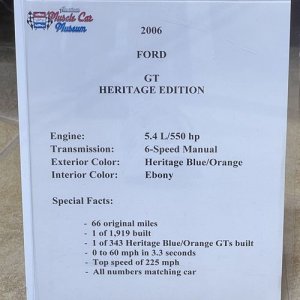 Muscle Car
Museum
2006
FORD
GT
HERITAGE EDITION
Engine: 5.4 L/550 hp
Transmission: 6-Speed Manual
Exterior Color: Heritage Blue/Orange
Interior Color: Ebony
Special Facts:
- 66 original miles
- 1 of 1,919 built
- 1 of 343 Heritage Blue/Orange GTs built
- 0 to 60 mph in 3.3 seconds
- Top speed of 225 mph
- All numbers matching car